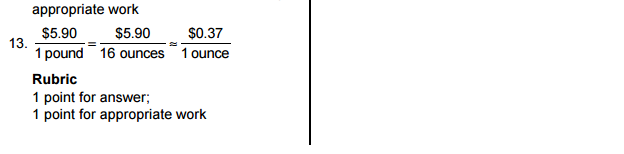 appropriate work
13. $5.90 / 1 pound = $5.90 / 16 ounces ≈ $0.37 / 1 ounce
Rubric
1 point for answer;
1 point for appropriate work